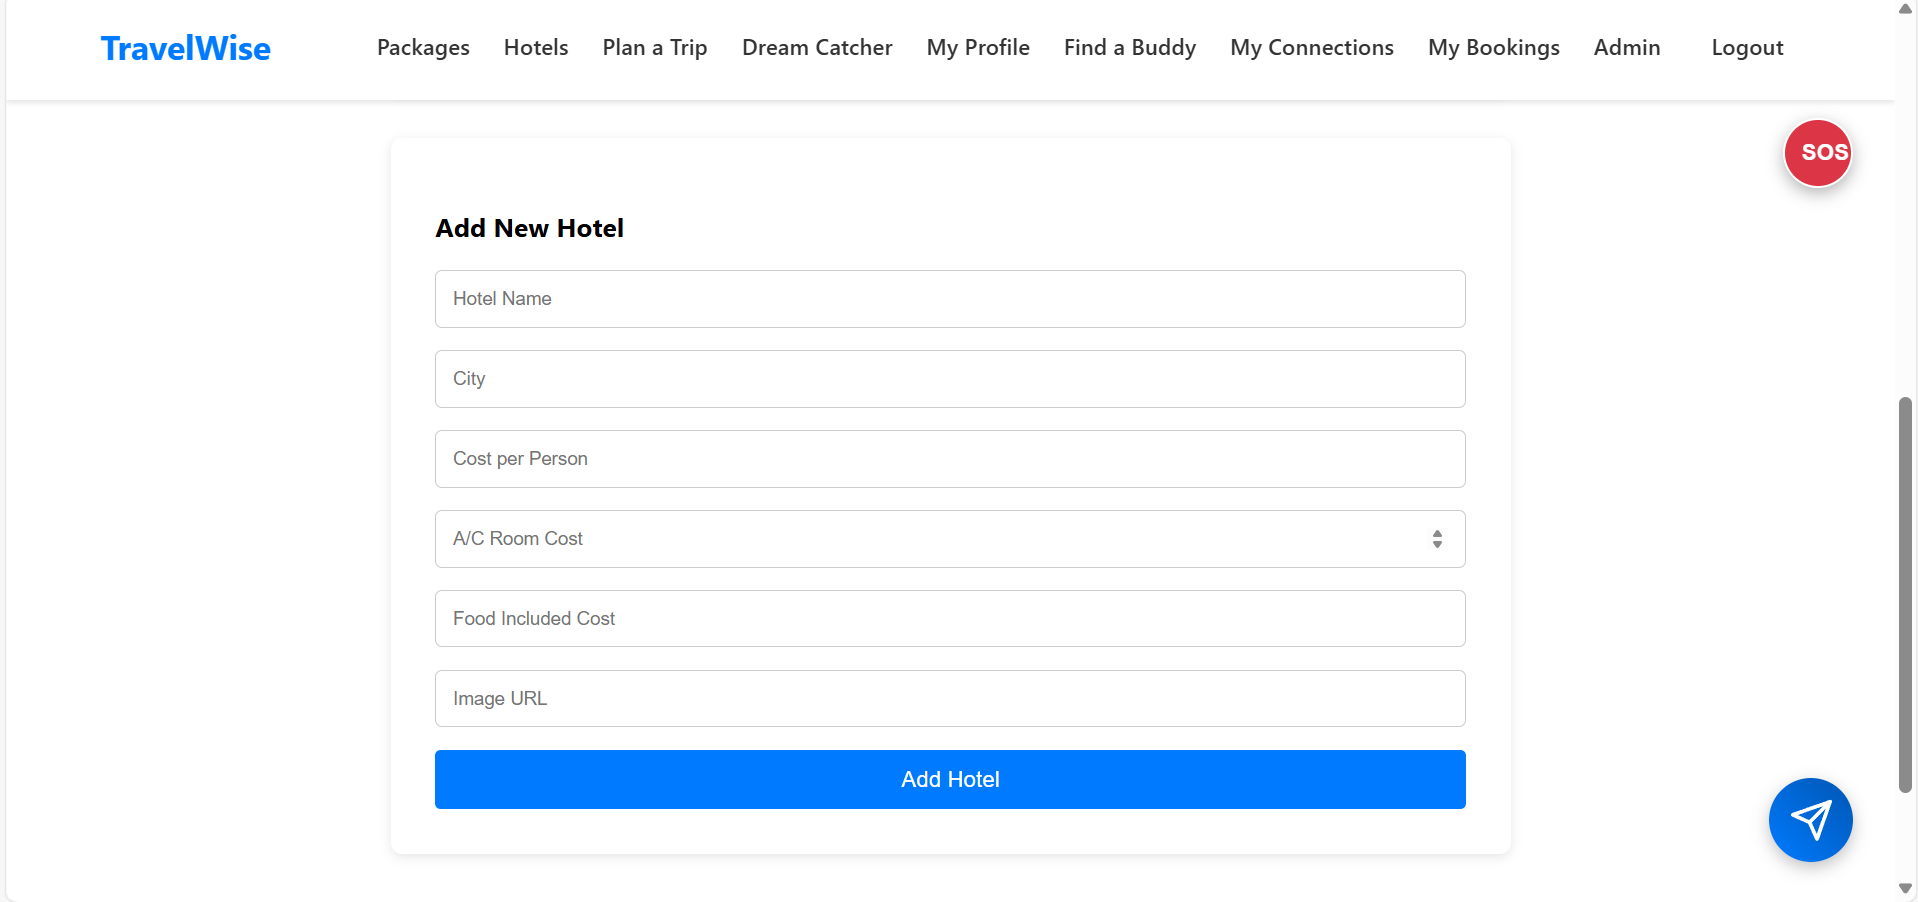 TravelWise Packages Hotels Plan a Trip Dream Catcher My Profile Find a Buddy My Connections My Bookings Admin Logout
SOS
Add New Hotel
Hotel Name
City
Cost per Person
A/C Room Cost
Food Included Cost
Image URL
Add Hotel